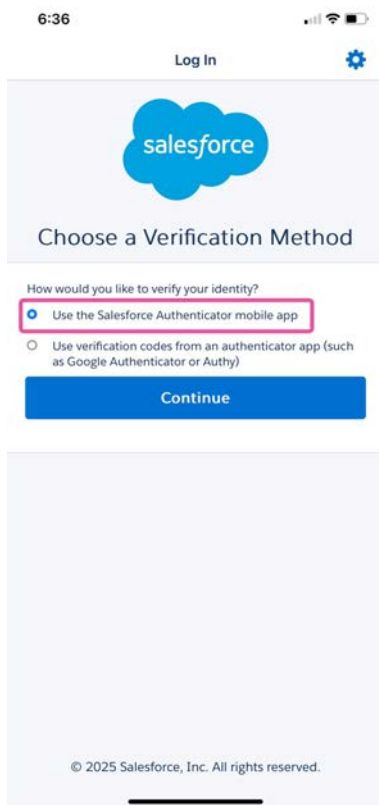 6:36
Log In
salesforce
Choose a Verification Method
How would you like to verify your identity?
Use the Salesforce Authenticator mobile app
Use verification codes from an authenticator app (such
as Google Authenticator or Authy)
Continue
© 2025 Salesforce, Inc. All rights reserved.